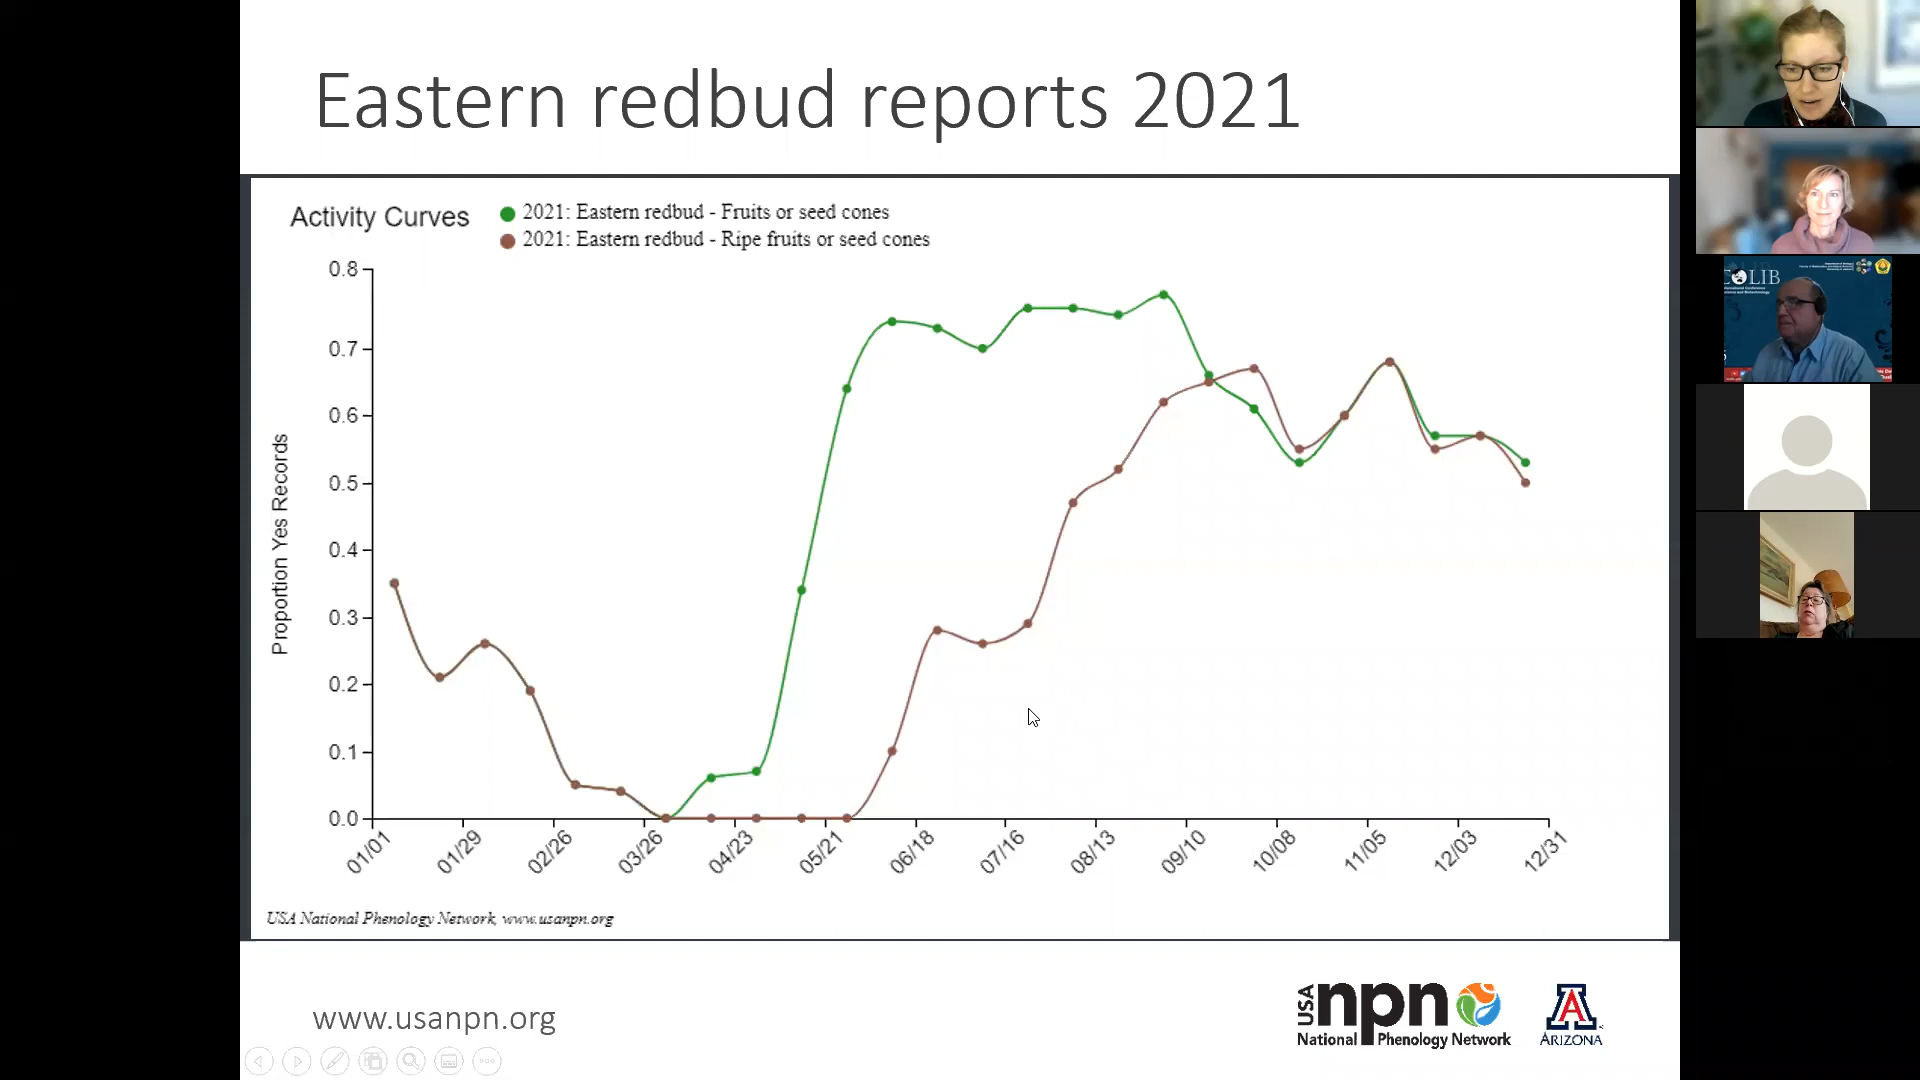 Eastern redbud reports 2021
Activity Curves
2021: Eastern redbud - Fruits or seed cones
2021: Eastern redbud - Ripe fruits or seed cones
Proportion Yes Records
0.8
0.7
0.6
0.5
0.4
0.3
0.2
0.1
0.0
01/01
01/29
02/26
03/26
04/23
05/21
06/18
07/16
08/13
09/10
10/08
11/05
12/03
12/31
USA National Phenology Network, www.usanpn.org
www.usanpn.org
USA npn
National Phenology Network
A
ARIZONA